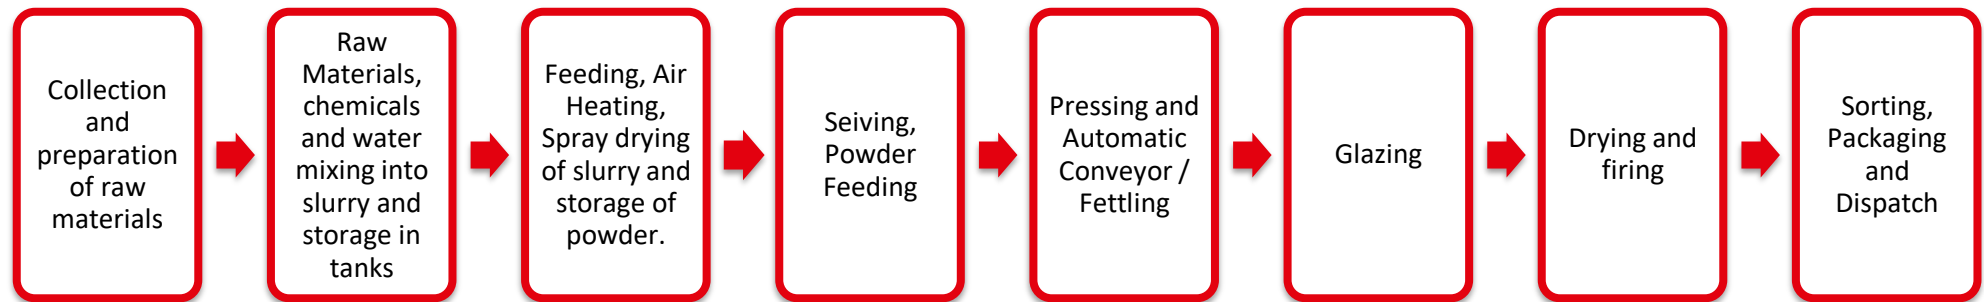 Collection
and
preparation
of raw
materials
Raw
Materials,
chemicals
and water
mixing into
slurry and
storage in
tanks
Feeding, Air
Heating,
Spray drying
of slurry and
storage of
powder.
Seiving,
Powder
Feeding
Pressing and
Automatic
Conveyor /
Fettling
Glazing
Drying and
firing
Sorting,
Packaging
and
Dispatch